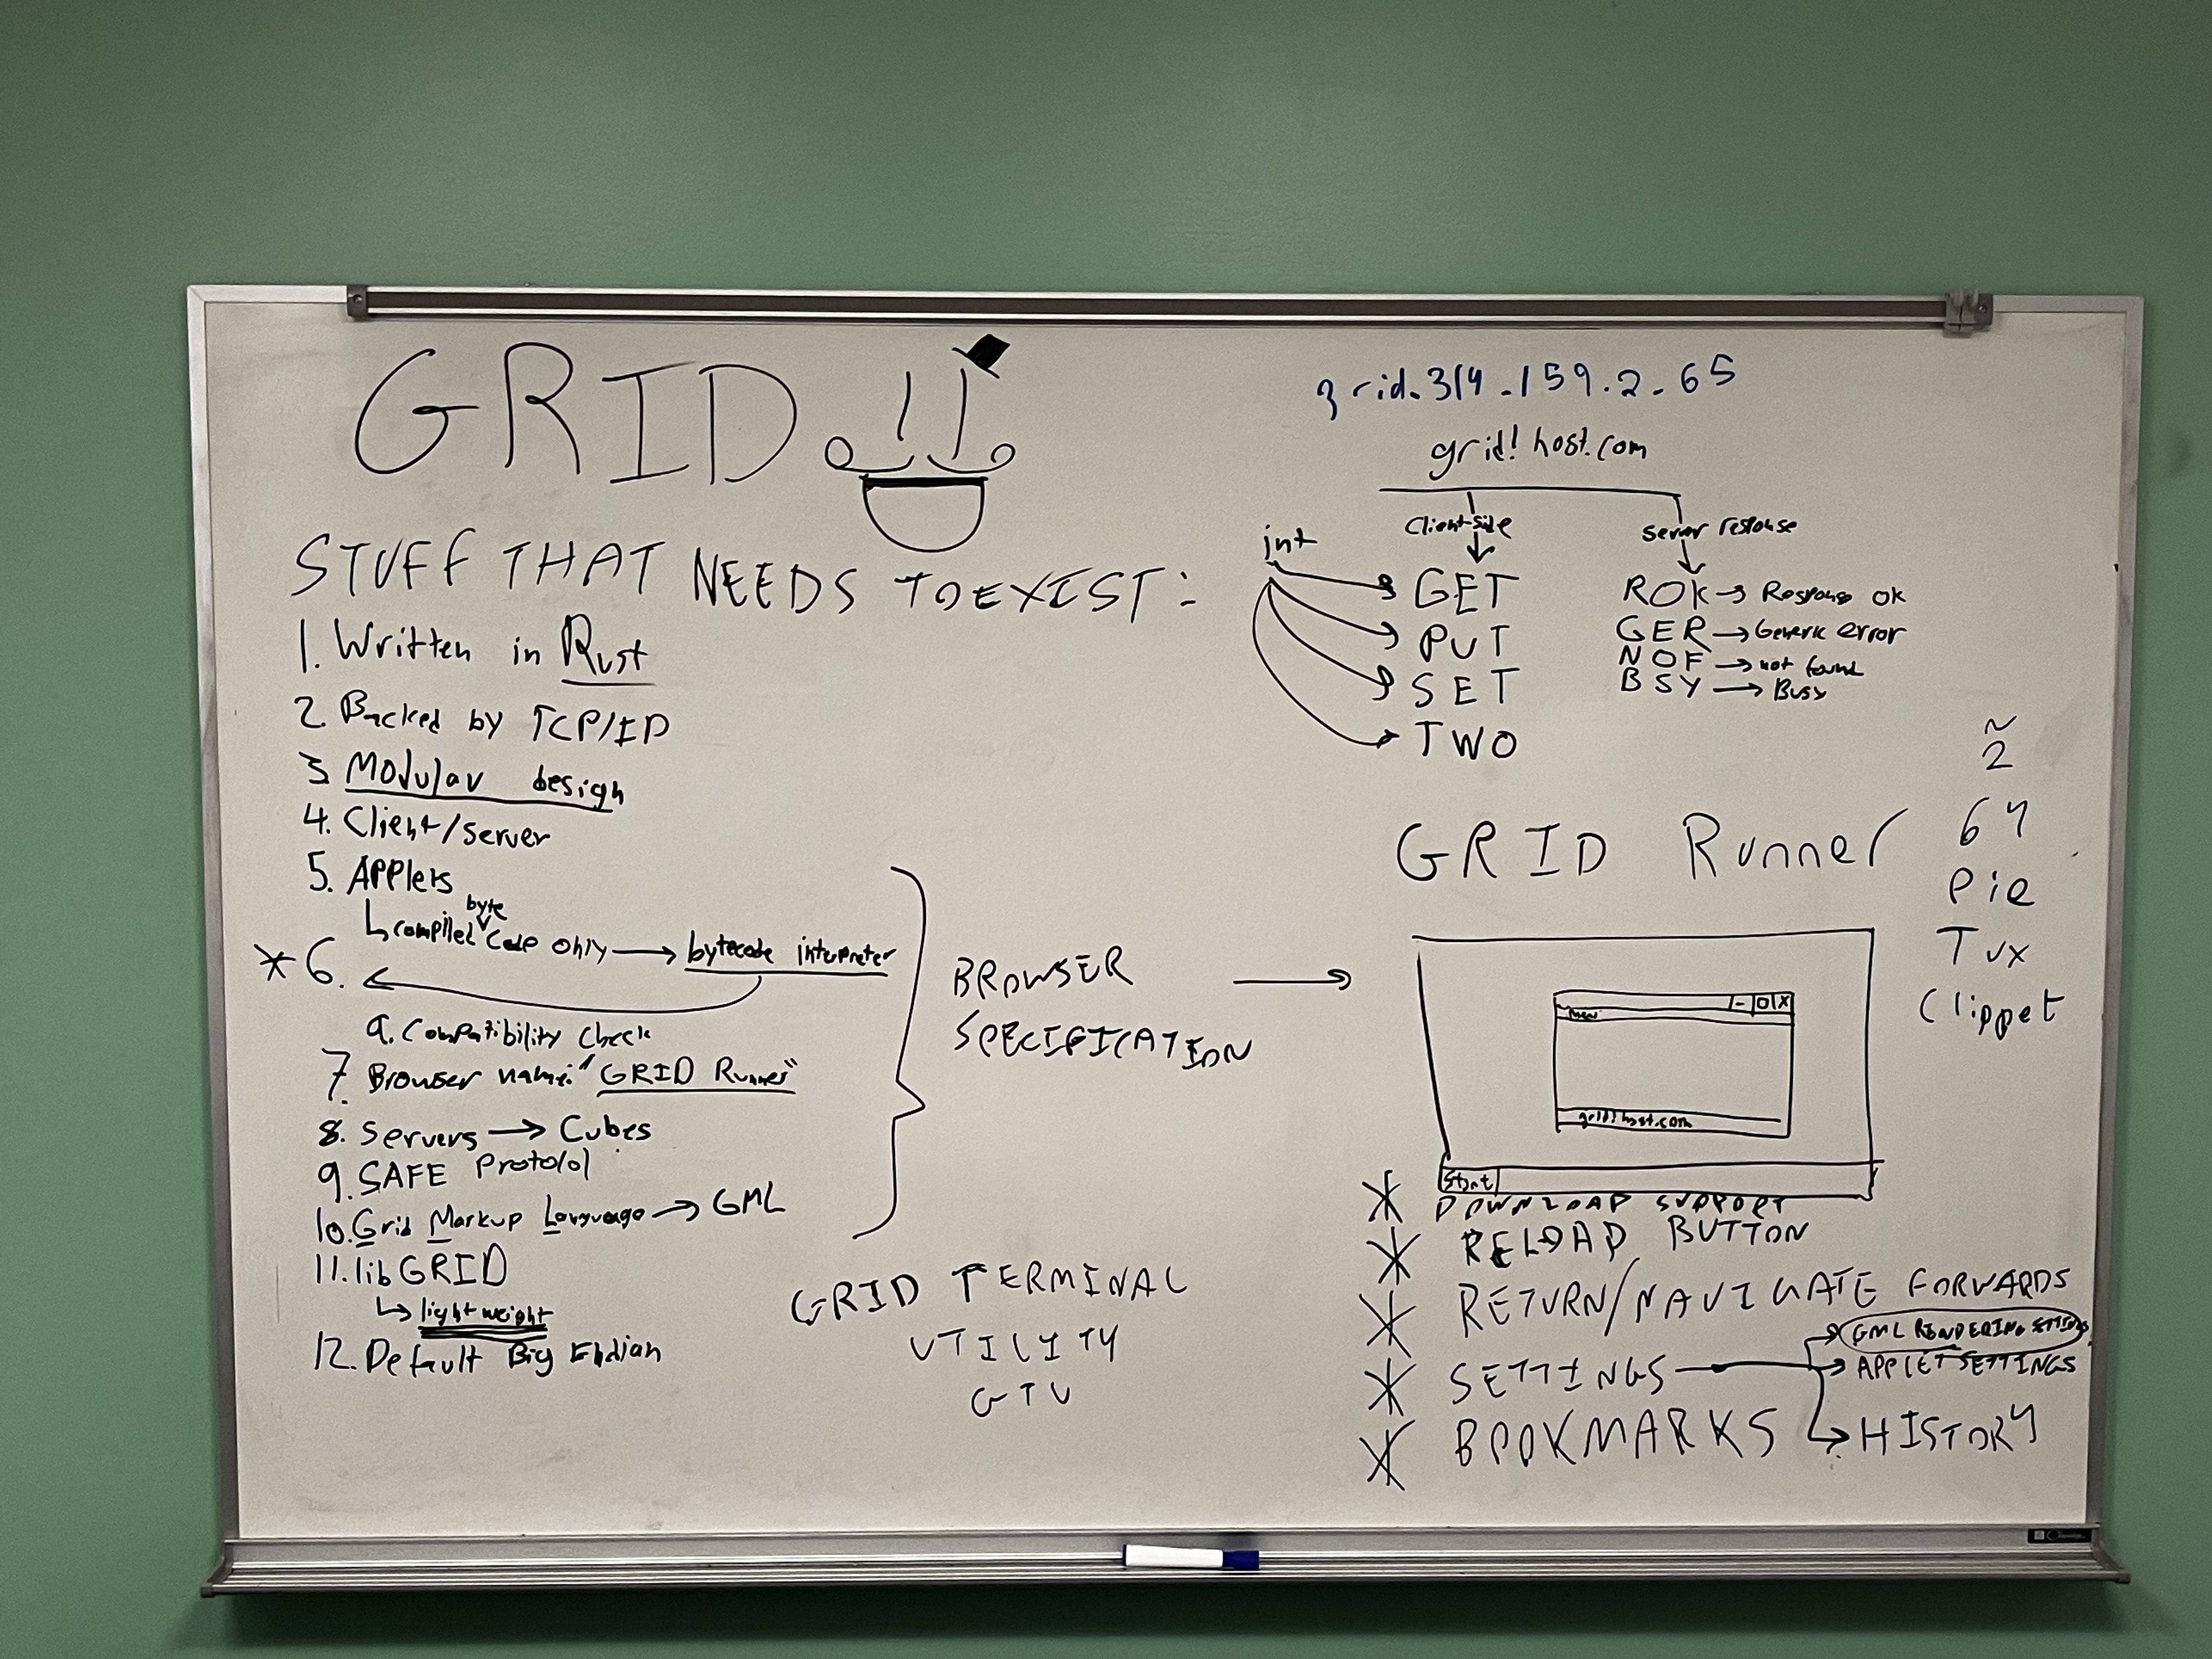 GRID
STUFF THAT NEEDS TO EXIST:
1. Written in Rust
2. Backed by TCP/IP
3. Modular design
4. Client/server
5. Applets
byte
compiled code only → bytecode interpreter
* 6.
a. Compatibility check
7. Browser name: "GRID Runner"
8. Servers → Cubes
9. SAFE Protolol
10. Grid Markup Language → GML
11. lib GRID
lightweight
12. Default Big Endian
BROWSER
SPECIFICATION
GRID TERMINAL
UTILITY
GTU
grid.314.159.2.65
grid!host.com
Client-side
server response
int
GET
PUT
SET
TWO
ROK → Response ok
GER → Generic error
NOF → not found
BSY → Busy
GRID Runner
~
2
64
Pie
Tux
Clippet
- O X
grid!host.com
Start
* DOWNLOAD SUPPORT
* RELOAD BUTTON
* RETURN/NAVIGATE FORWARDS
* SETTINGS
GML RENDERING SETTINGS
APPLET SETTINGS
HISTORY
* BOOKMARKS